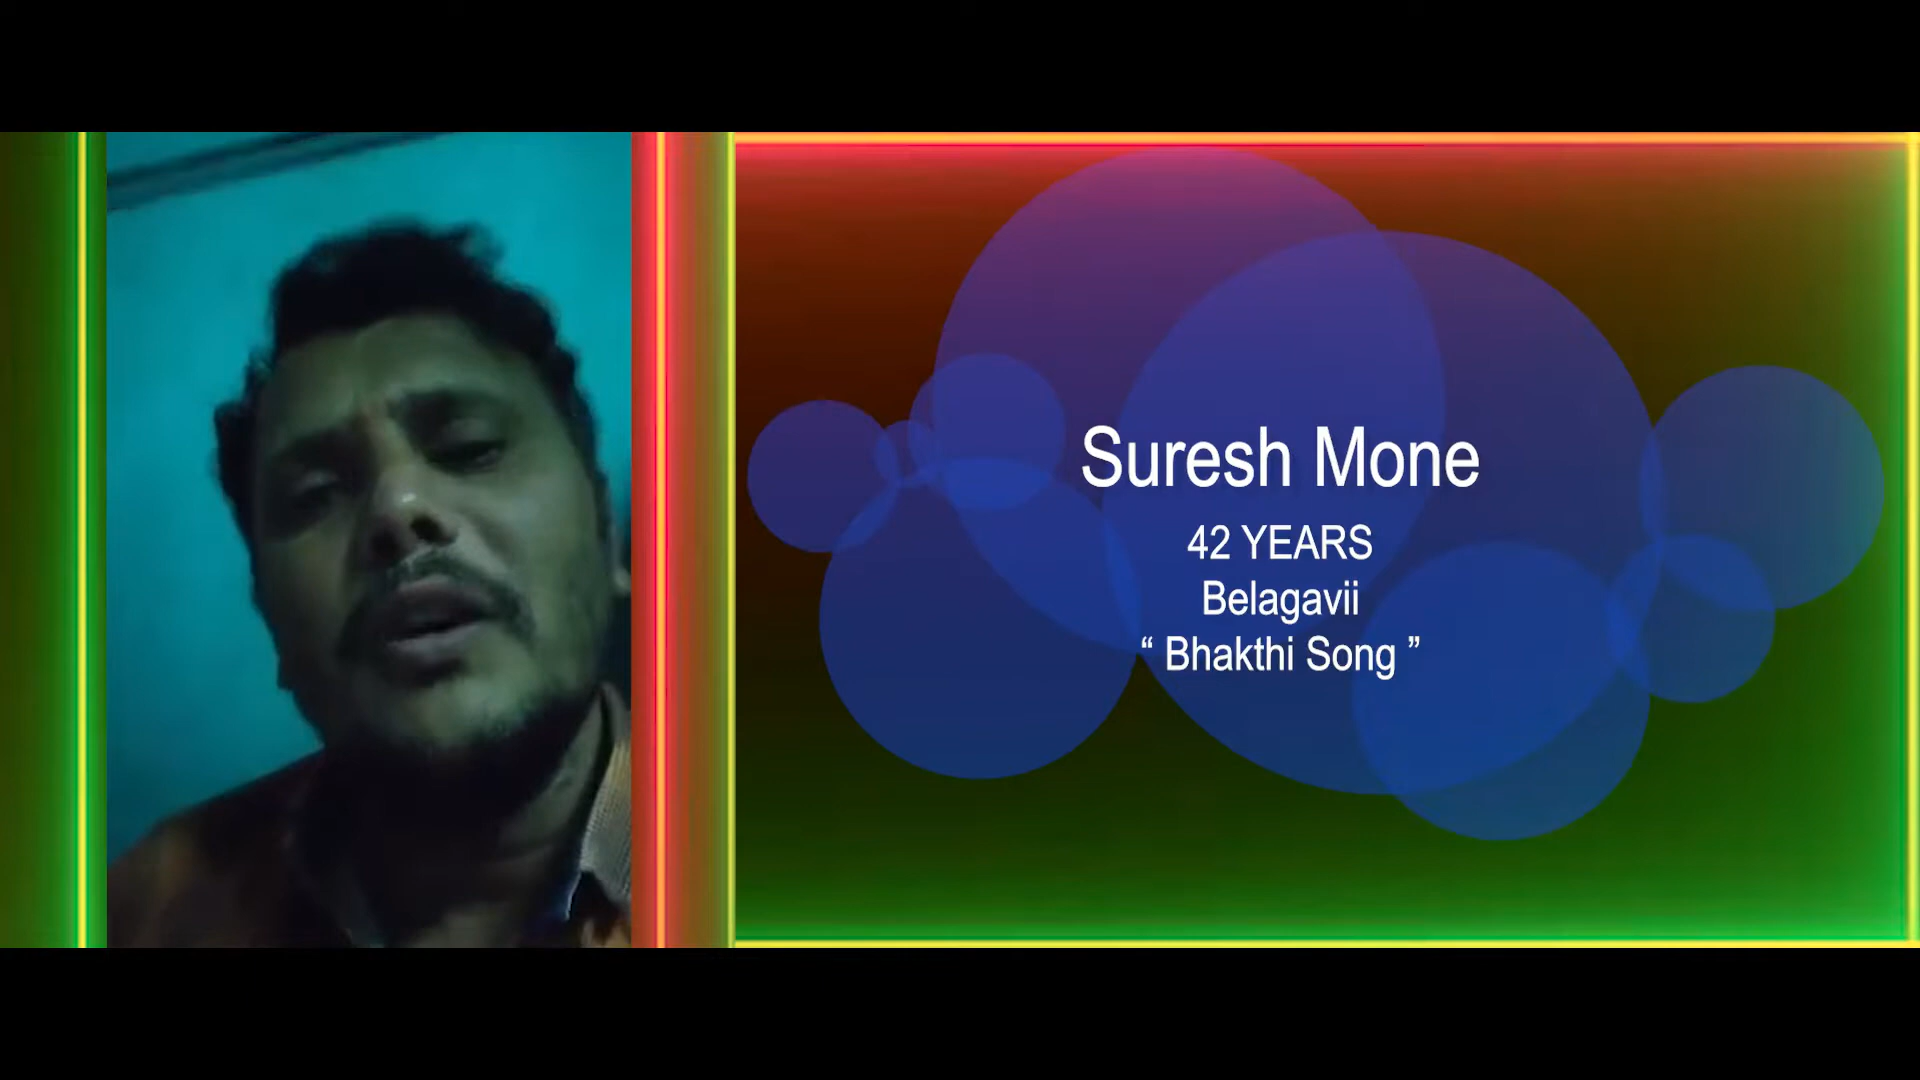 Suresh Mone
42 YEARS
Belagavii
“ Bhakthi Song ”